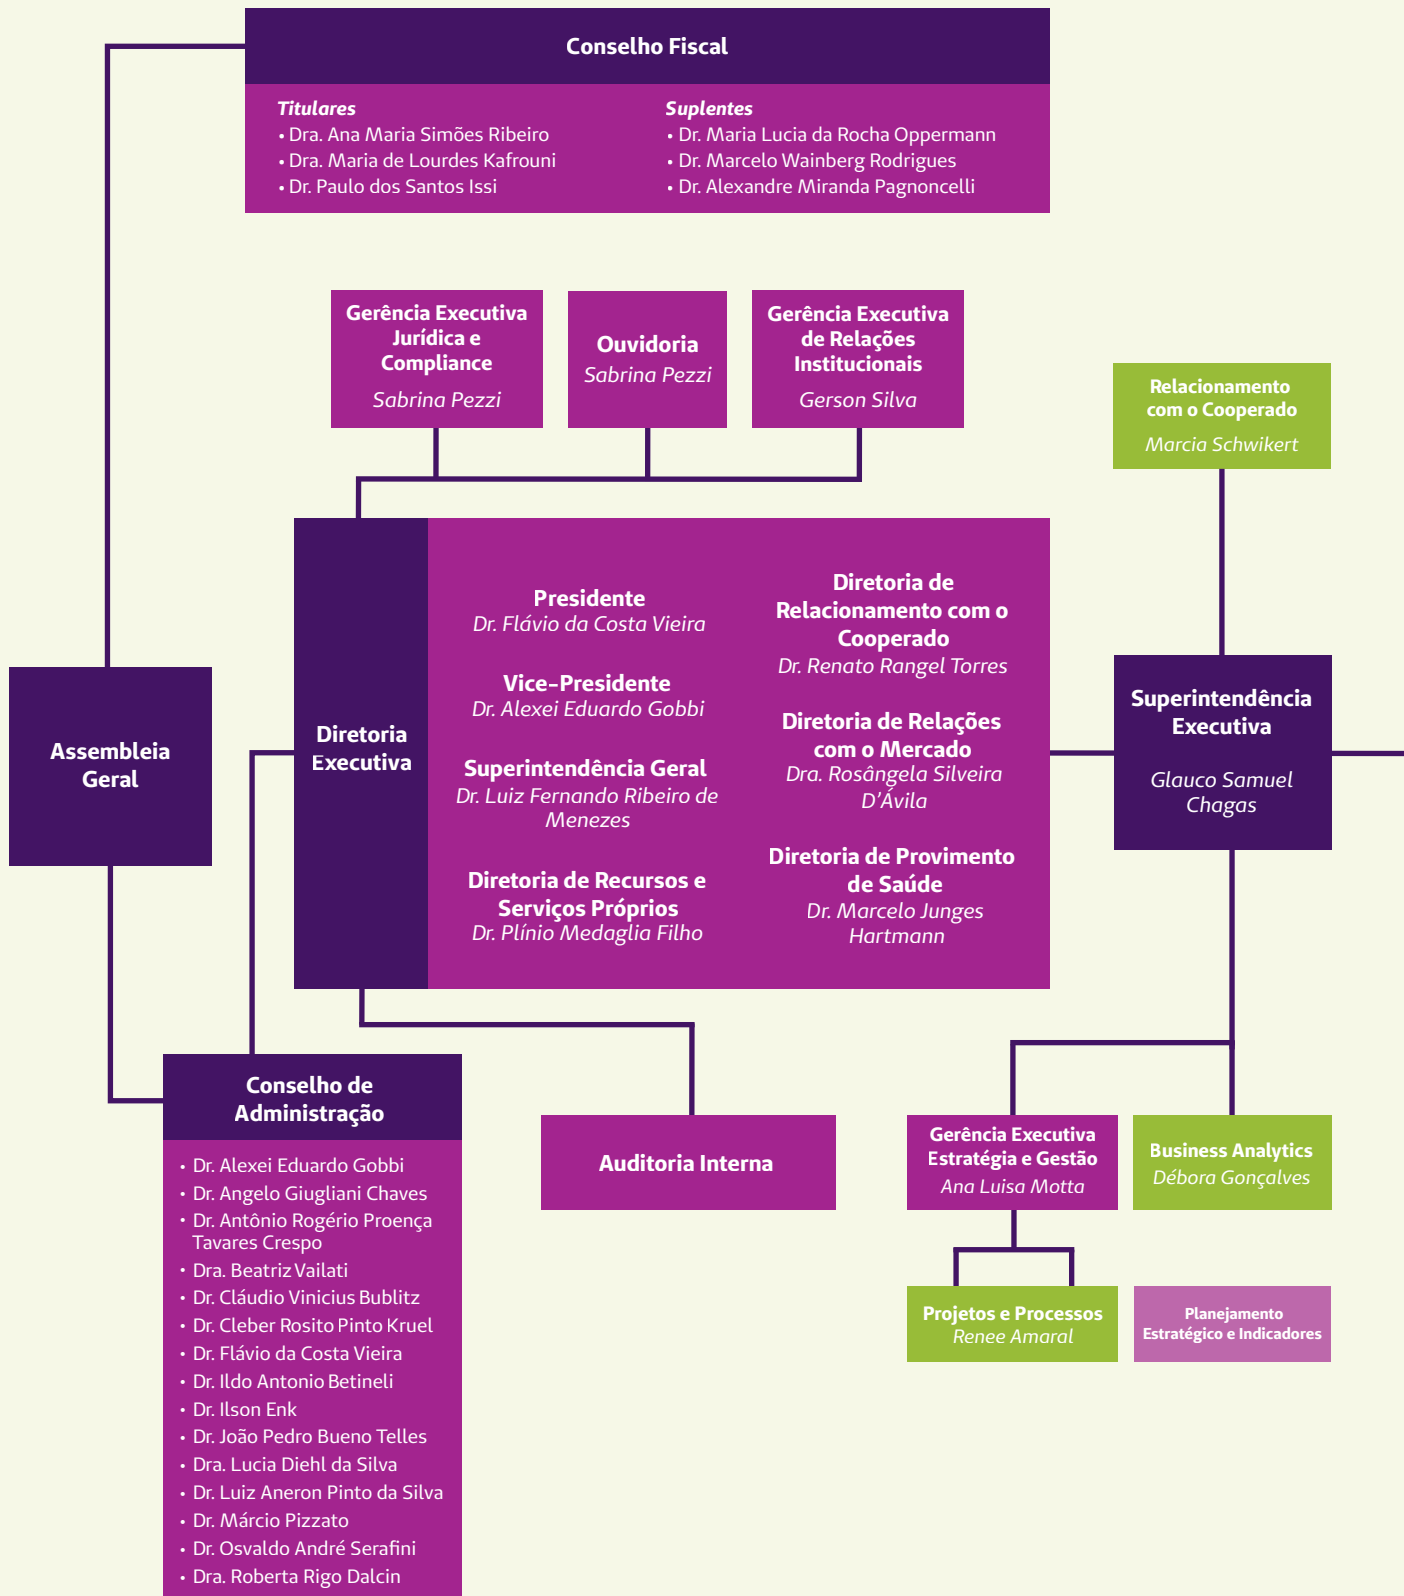 Conselho Fiscal
Titulares
• Dra. Ana Maria Simões Ribeiro
• Dra. Maria de Lourdes Kafrouni
• Dr. Paulo dos Santos Issi
Suplentes
• Dr. Maria Lucia da Rocha Oppermann
• Dr. Marcelo Wainberg Rodrigues
• Dr. Alexandre Miranda Pagnoncelli
Gerência Executiva
Jurídica e
Compliance
Sabrina Pezzi
Ouvidoria
Sabrina Pezzi
Gerência Executiva
de Relações
Institucionais
Gerson Silva
Relacionamento
com o Cooperado
Marcia Schwikert
Assembleia
Geral
Diretoria
Executiva
Presidente
Dr. Flávio da Costa Vieira
Vice-Presidente
Dr. Alexei Eduardo Gobbi
Superintendência Geral
Dr. Luiz Fernando Ribeiro de
Menezes
Diretoria de Recursos e
Serviços Próprios
Dr. Plínio Medaglia Filho
Diretoria de
Relacionamento com o
Cooperado
Dr. Renato Rangel Torres
Diretoria de Relações
com o Mercado
Dra. Rosângela Silveira
D’Ávila
Diretoria de Provimento
de Saúde
Dr. Marcelo Junges
Hartmann
Superintendência
Executiva
Glauco Samuel
Chagas
Conselho de
Administração
• Dr. Alexei Eduardo Gobbi
• Dr. Angelo Giugliani Chaves
• Dr. Antônio Rogério Proença
Tavares Crespo
• Dra. Beatriz Vailati
• Dr. Cláudio Vinicius Bublitz
• Dr. Cleber Rosito Pinto Kruel
• Dr. Flávio da Costa Vieira
• Dr. Ildo Antonio Betineli
• Dr. Ilson Enk
• Dr. João Pedro Bueno Telles
• Dra. Lucia Diehl da Silva
• Dr. Luiz Aneron Pinto da Silva
• Dr. Márcio Pizzato
• Dr. Osvaldo André Serafini
• Dra. Roberta Rigo Dalcin
Auditoria Interna
Gerência Executiva
Estratégia e Gestão
Ana Luisa Motta
Business Analytics
Débora Gonçalves
Projetos e Processos
Renee Amaral
Planejamento
Estratégico e Indicadores